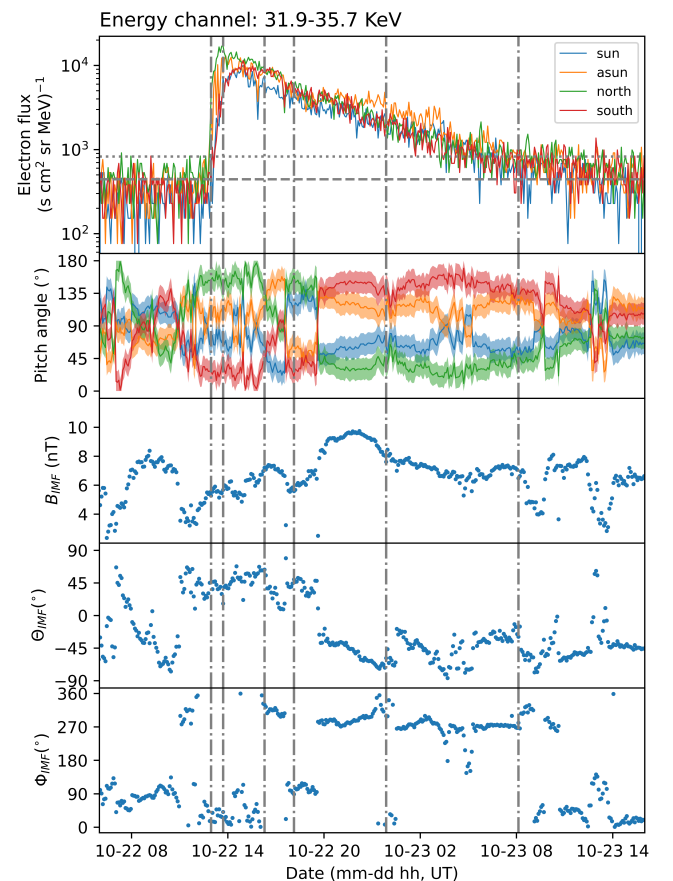 Energy channel: 31.9-35.7 KeV
Electron flux
(s cm² sr MeV)⁻¹
10⁴
10³
10²
sun
asun
north
south
Pitch angle (°)
180
135
90
45
0
B_IMF (nT)
10
8
6
4
Θ_IMF(°)
90
45
0
−45
−90
Φ_IMF(°)
360
270
180
90
0
10-22 08
10-22 14
10-22 20
10-23 02
10-23 08
10-23 14
Date (mm-dd hh, UT)